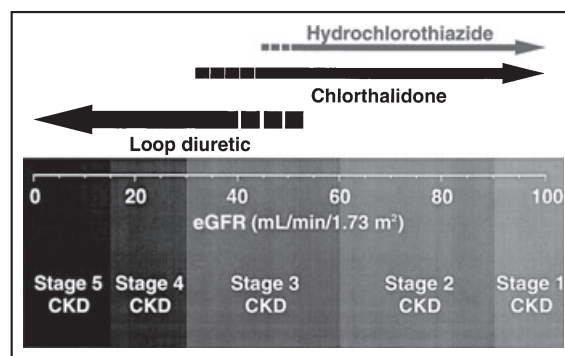 Hydrochlorothiazide
Chlorthalidone
Loop diuretic
0 20 40 60 80 100
eGFR (mL/min/1.73 m²)
Stage 5 Stage 4 Stage 3 Stage 2 Stage 1
CKD CKD CKD CKD CKD